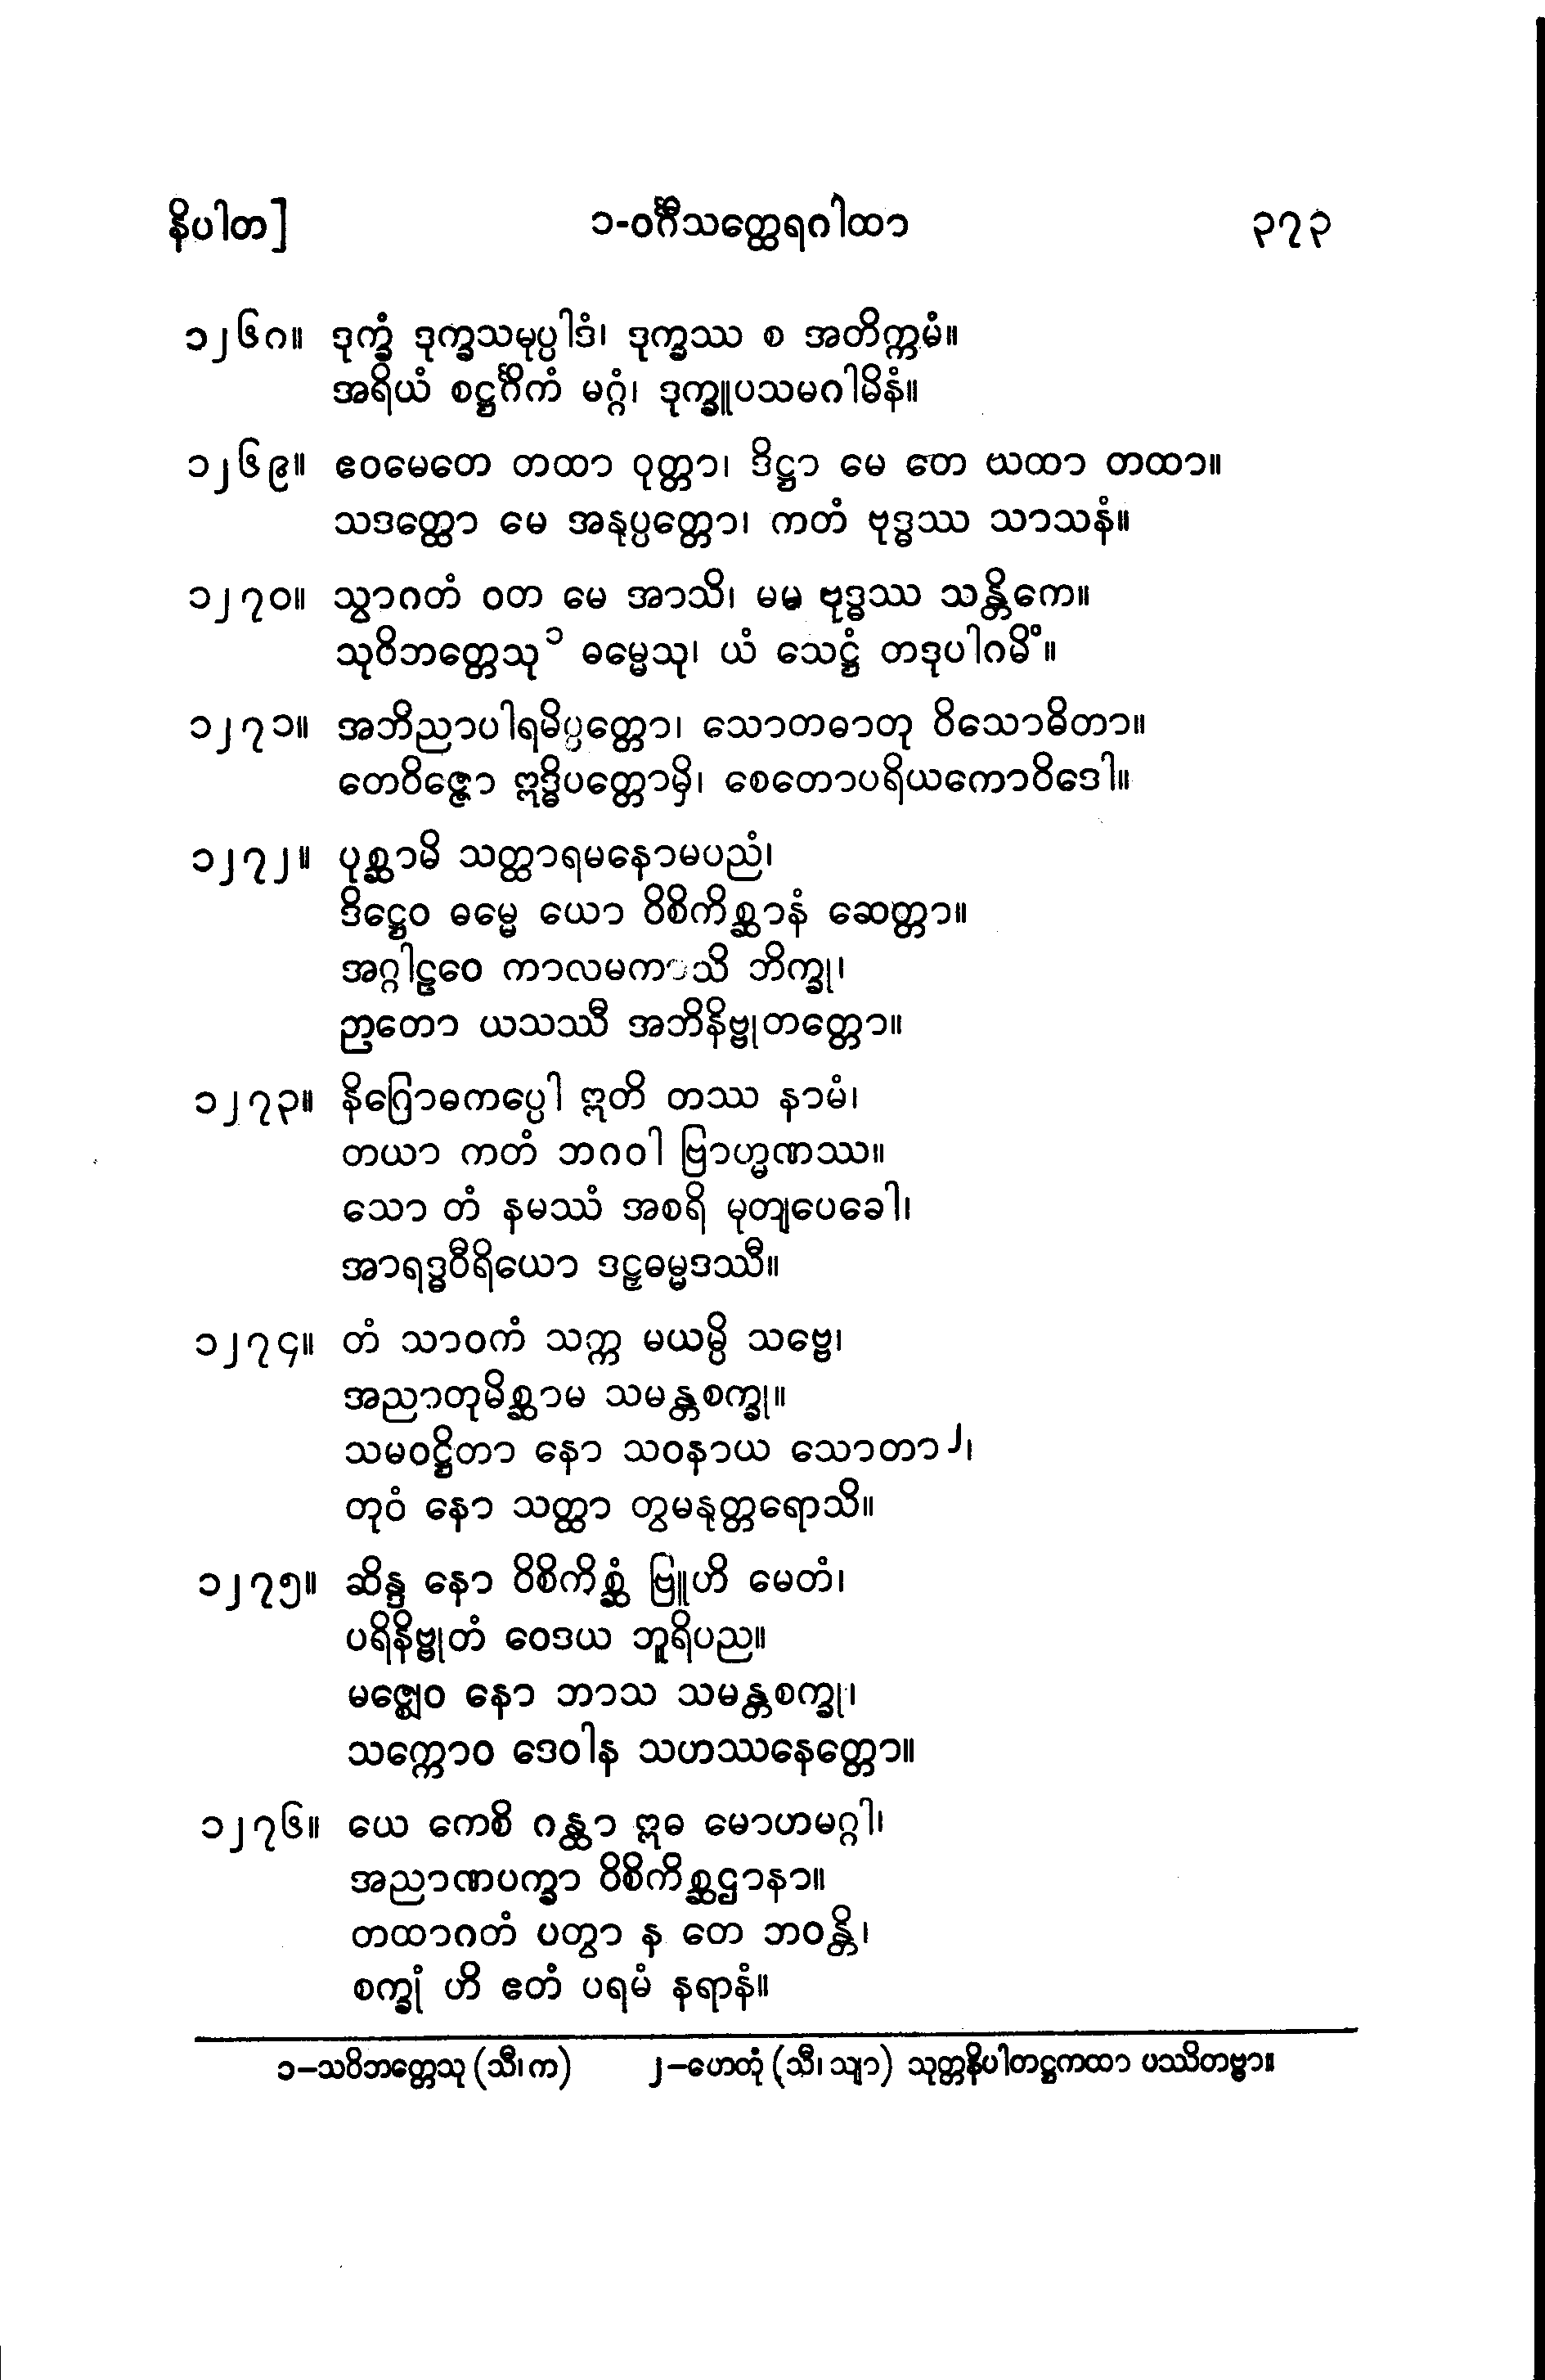 နိပါတ] ၁-ဝင်္ဂီသတ္ထေရဂါထာ ၃၇၃
၁၂၆၈။ ဒုက္ခံ ဒုက္ခသမုပ္ပါဒံ၊ ဒုက္ခဿ စ အတိက္ကမံ။
အရိယံ စဋ္ဌင်္ဂိကံ မဂ္ဂံ၊ ဒုက္ခူပသမဂါမိနံ။
၁၂၆၉။ ဧဝမေတေ တထာ ဝုတ္တာ၊ ဒိဋ္ဌာ မေ တေ ယထာ တထာ။
သဒတ္ထော မေ အနုပ္ပတ္တော၊ ကတံ ဗုဒ္ဓဿ သာသနံ။
၁၂၇၀။ သွာဂတံ ဝတ မေ အာသိ၊ မမ ဗုဒ္ဓဿ သန္တိကေ။
သုဝိဘတ္တေသု ၁ ဓမ္မေသု၊ ယံ သေဋ္ဌံ တဒုပါဂမိံ။
၁၂၇၁။ အဘိညာပါရမိပ္ပတ္တော၊ သောတဓာတု ဝိသောဓိတာ။
တေဝိဇ္ဇော ဣဒ္ဓိပတ္တောမှိ၊ စေတောပရိယကောဝိဒေါ။
၁၂၇၂။ ပုစ္ဆာမိ သတ္ထာရမနောမပညံ၊
ဒိဋ္ဌေဝ ဓမ္မေ ယော ဝိစိကိစ္ဆာနံ ဆေတ္တာ။
အဂ္ဂါဠဝေ ကာလမကာသိ ဘိက္ခု၊
ဉာတော ယသဿီ အဘိနိဗ္ဗုတတ္တော။
၁၂၇၃။ နိဂြောဓကပ္ပေါ ဣတိ တဿ နာမံ၊
တယာ ကတံ ဘဂဝါ ဗြာဟ္မဏဿ။
သော တံ နမဿံ အစရိ မုတျပေခေါ၊
အာရဒ္ဓဝီရိယော ဒဠှဓမ္မဒဿီ။
၁၂၇၄။ တံ သာဝကံ သက္က မယမ္ပိ သဗ္ဗေ၊
အညာတုမိစ္ဆာမ သမန္တစက္ခု။
သမဝဋ္ဌိတာ နော သဝနာယ သောတာ ၂၊
တုဝံ နော သတ္ထာ တွမနုတ္တရောသိ။
၁၂၇၅။ ဆိန္ဒ နော ဝိစိကိစ္ဆံ ဗြူဟိ မေတံ၊
ပရိနိဗ္ဗုတံ ဝေဒယ ဘူရိပည။
မဇ္ဈေဝ နော ဘာသ သမန္တစက္ခု၊
သက္ကောဝ ဒေဝါန သဟဿနေတ္တော။
၁၂၇၆။ ယေ ကေစိ ဂန္ထာ ဣဓ မောဟမဂ္ဂါ၊
အညာဏပက္ခာ ဝိစိကိစ္ဆဌာနာ။
တထာဂတံ ပတွာ န တေ ဘဝန္တိ၊
စက္ခုံ ဟိ ဧတံ ပရမံ နရာနံ။
၁–သဝိဘတ္တေသု (သီ၊ က) ၂–ဟေတုံ (သီ၊ သျာ) သုတ္တနိပါတဋ္ဌကထာ ပဿိတဗ္ဗာ။